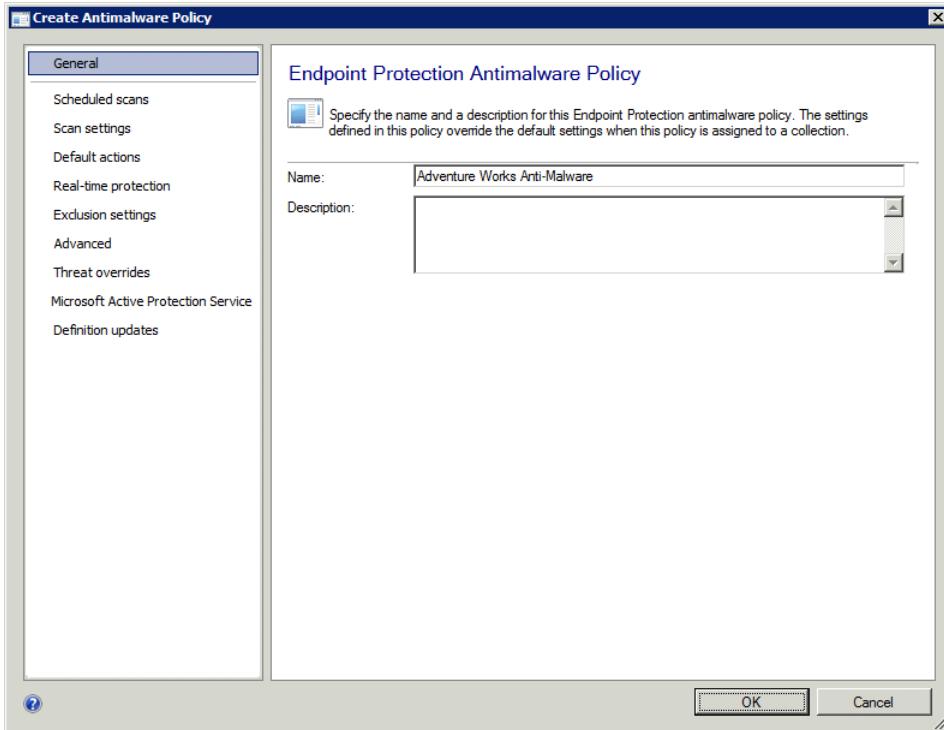 Create Antimalware Policy
General
Scheduled scans
Scan settings
Default actions
Real-time protection
Exclusion settings
Advanced
Threat overrides
Microsoft Active Protection Service
Definition updates
Endpoint Protection Antimalware Policy
Specify the name and a description for this Endpoint Protection antimalware policy. The settings
defined in this policy override the default settings when this policy is assigned to a collection.
Name:
Adventure Works Anti-Malware
Description:
OK
Cancel